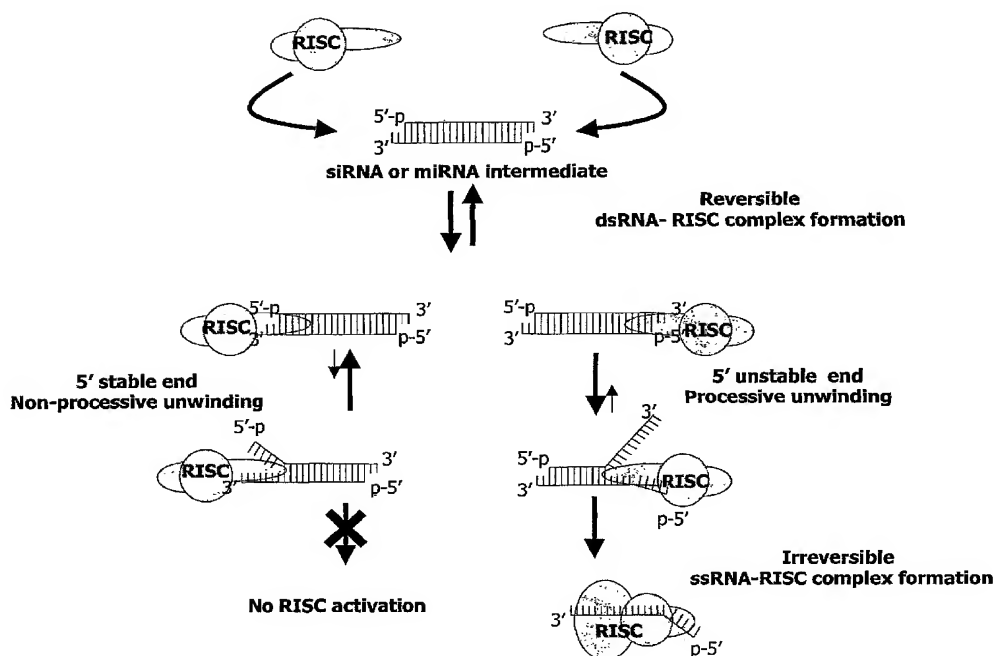 RISC RISC
5'-p 3'
3' p-5'
siRNA or miRNA intermediate
Reversible
dsRNA- RISC complex formation
5'-p 3' 5'-p 3'
RISC RISC
3' p-5' 3' p-5'
5' stable end
Non-processive unwinding
5' unstable end
Processive unwinding
5'-p 3'
3' 5'-p
RISC RISC
3' p-5' 3' p-5'
No RISC activation
Irreversible
ssRNA-RISC complex formation
3' RISC p-5'